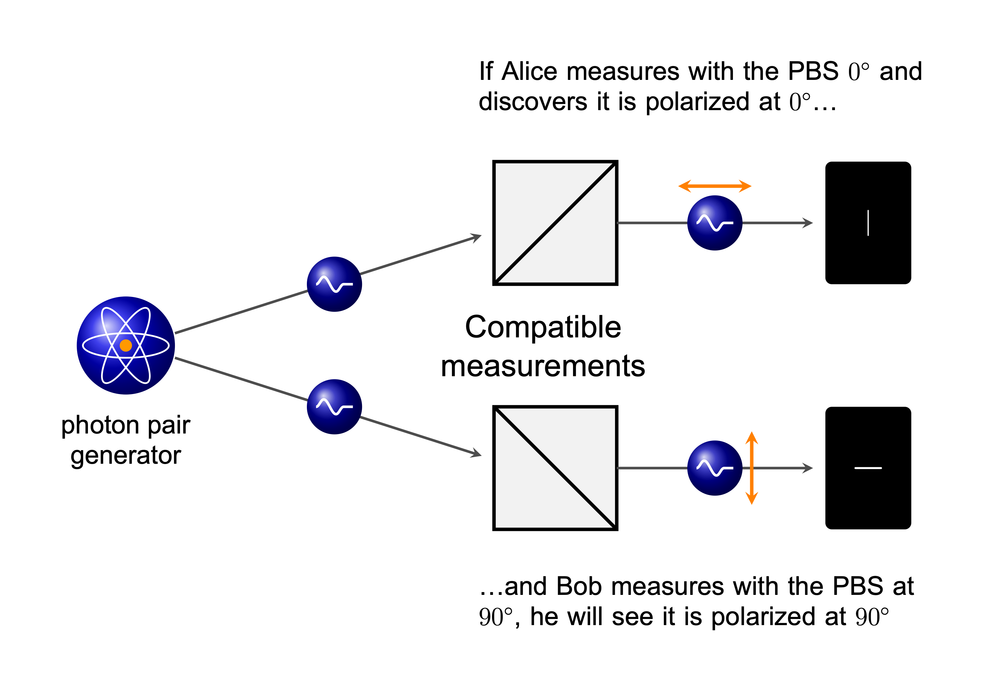 If Alice measures with the PBS 0° and
discovers it is polarized at 0°…
Compatible
measurements
photon pair
generator
…and Bob measures with the PBS at
90°, he will see it is polarized at 90°